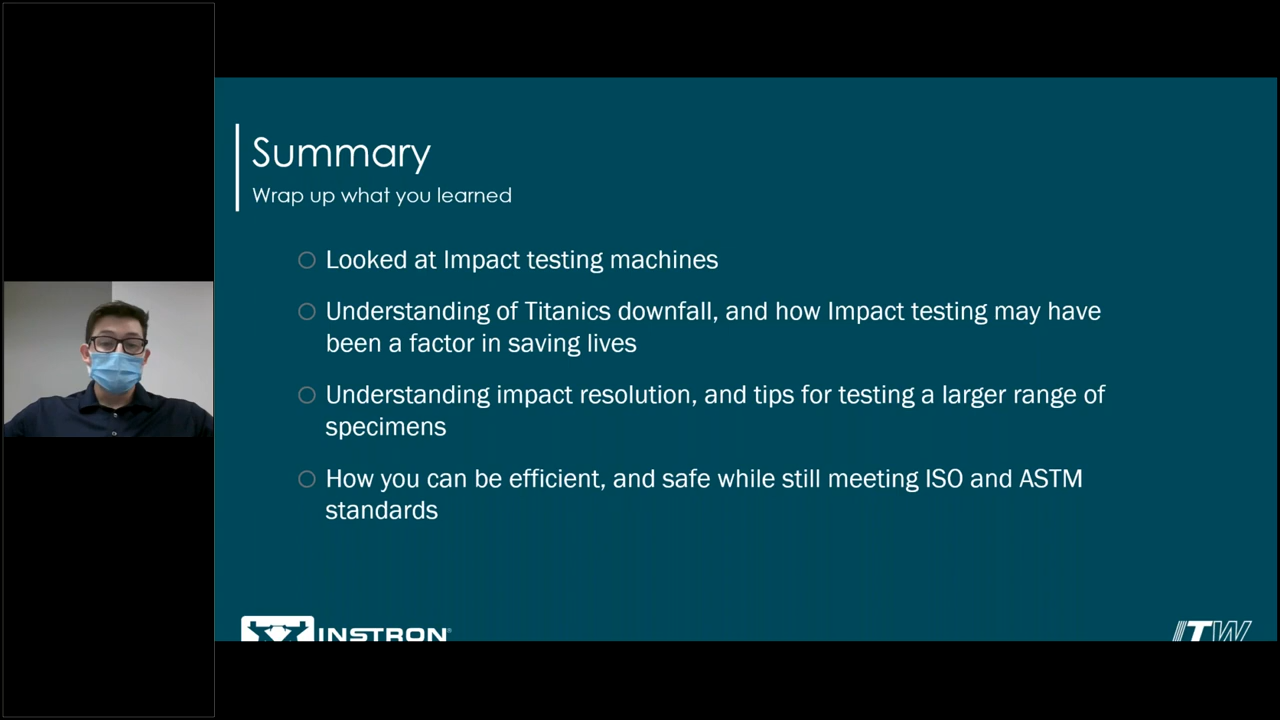 Summary
Wrap up what you learned
Looked at Impact testing machines
Understanding of Titanics downfall, and how Impact testing may have
been a factor in saving lives
Understanding impact resolution, and tips for testing a larger range of
specimens
How you can be efficient, and safe while still meeting ISO and ASTM
standards
INSTRON®
ITW